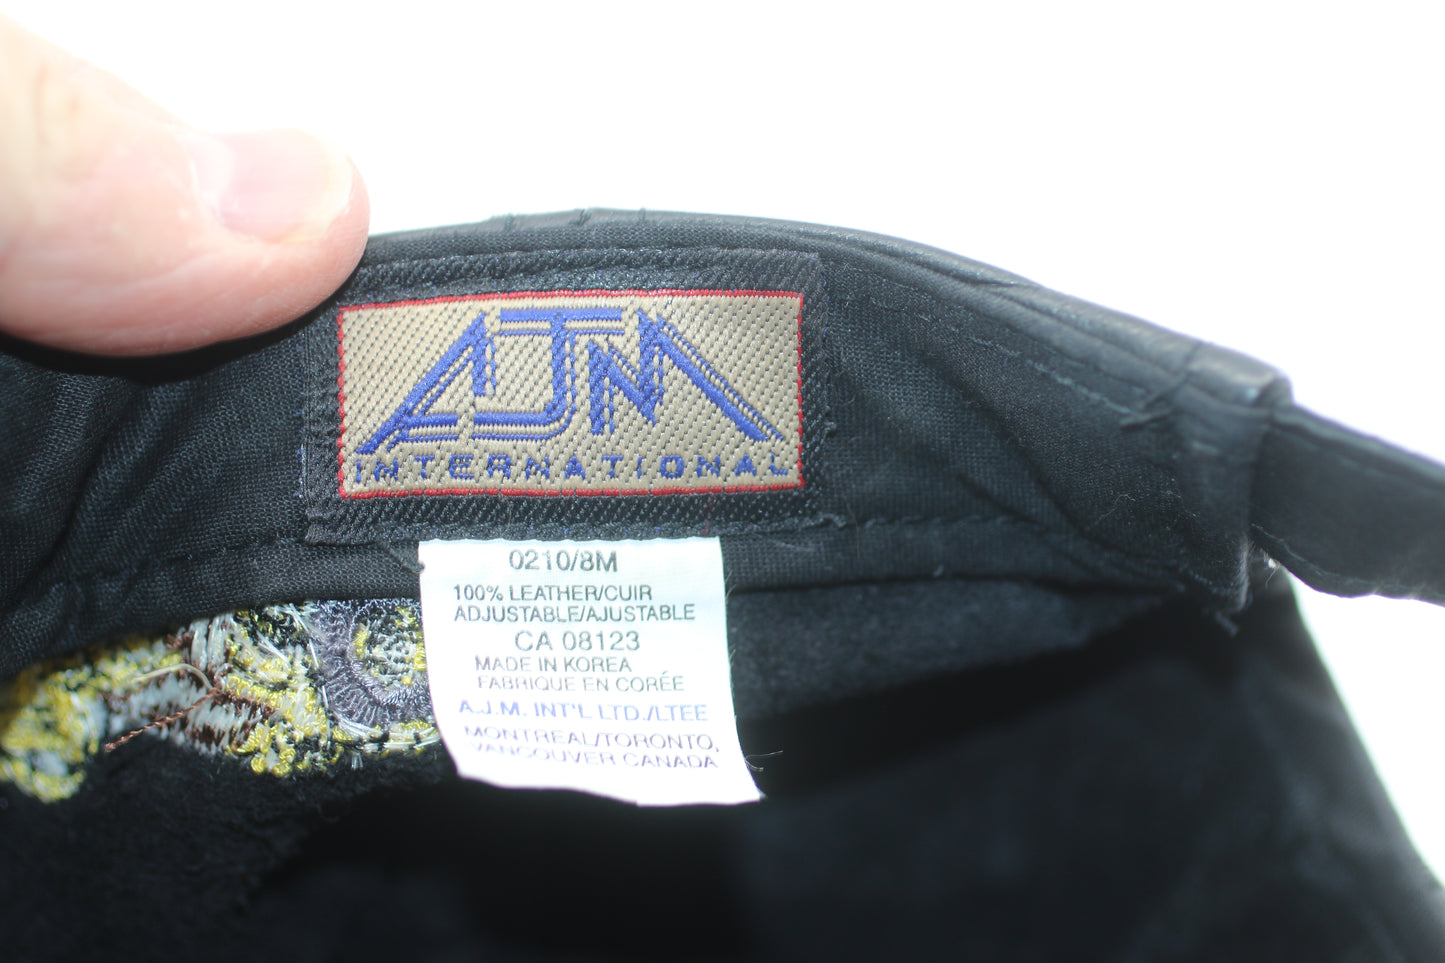 AJM
INTERNATIONAL
0210/8M
100% LEATHER/CUIR
ADJUSTABLE/AJUSTABLE
CA 08123
MADE IN KOREA
FABRIQUE EN CORÉE
A.J.M. INT'L LTD./LTEE
MONTREAL/TORONTO,
VANCOUVER CANADA